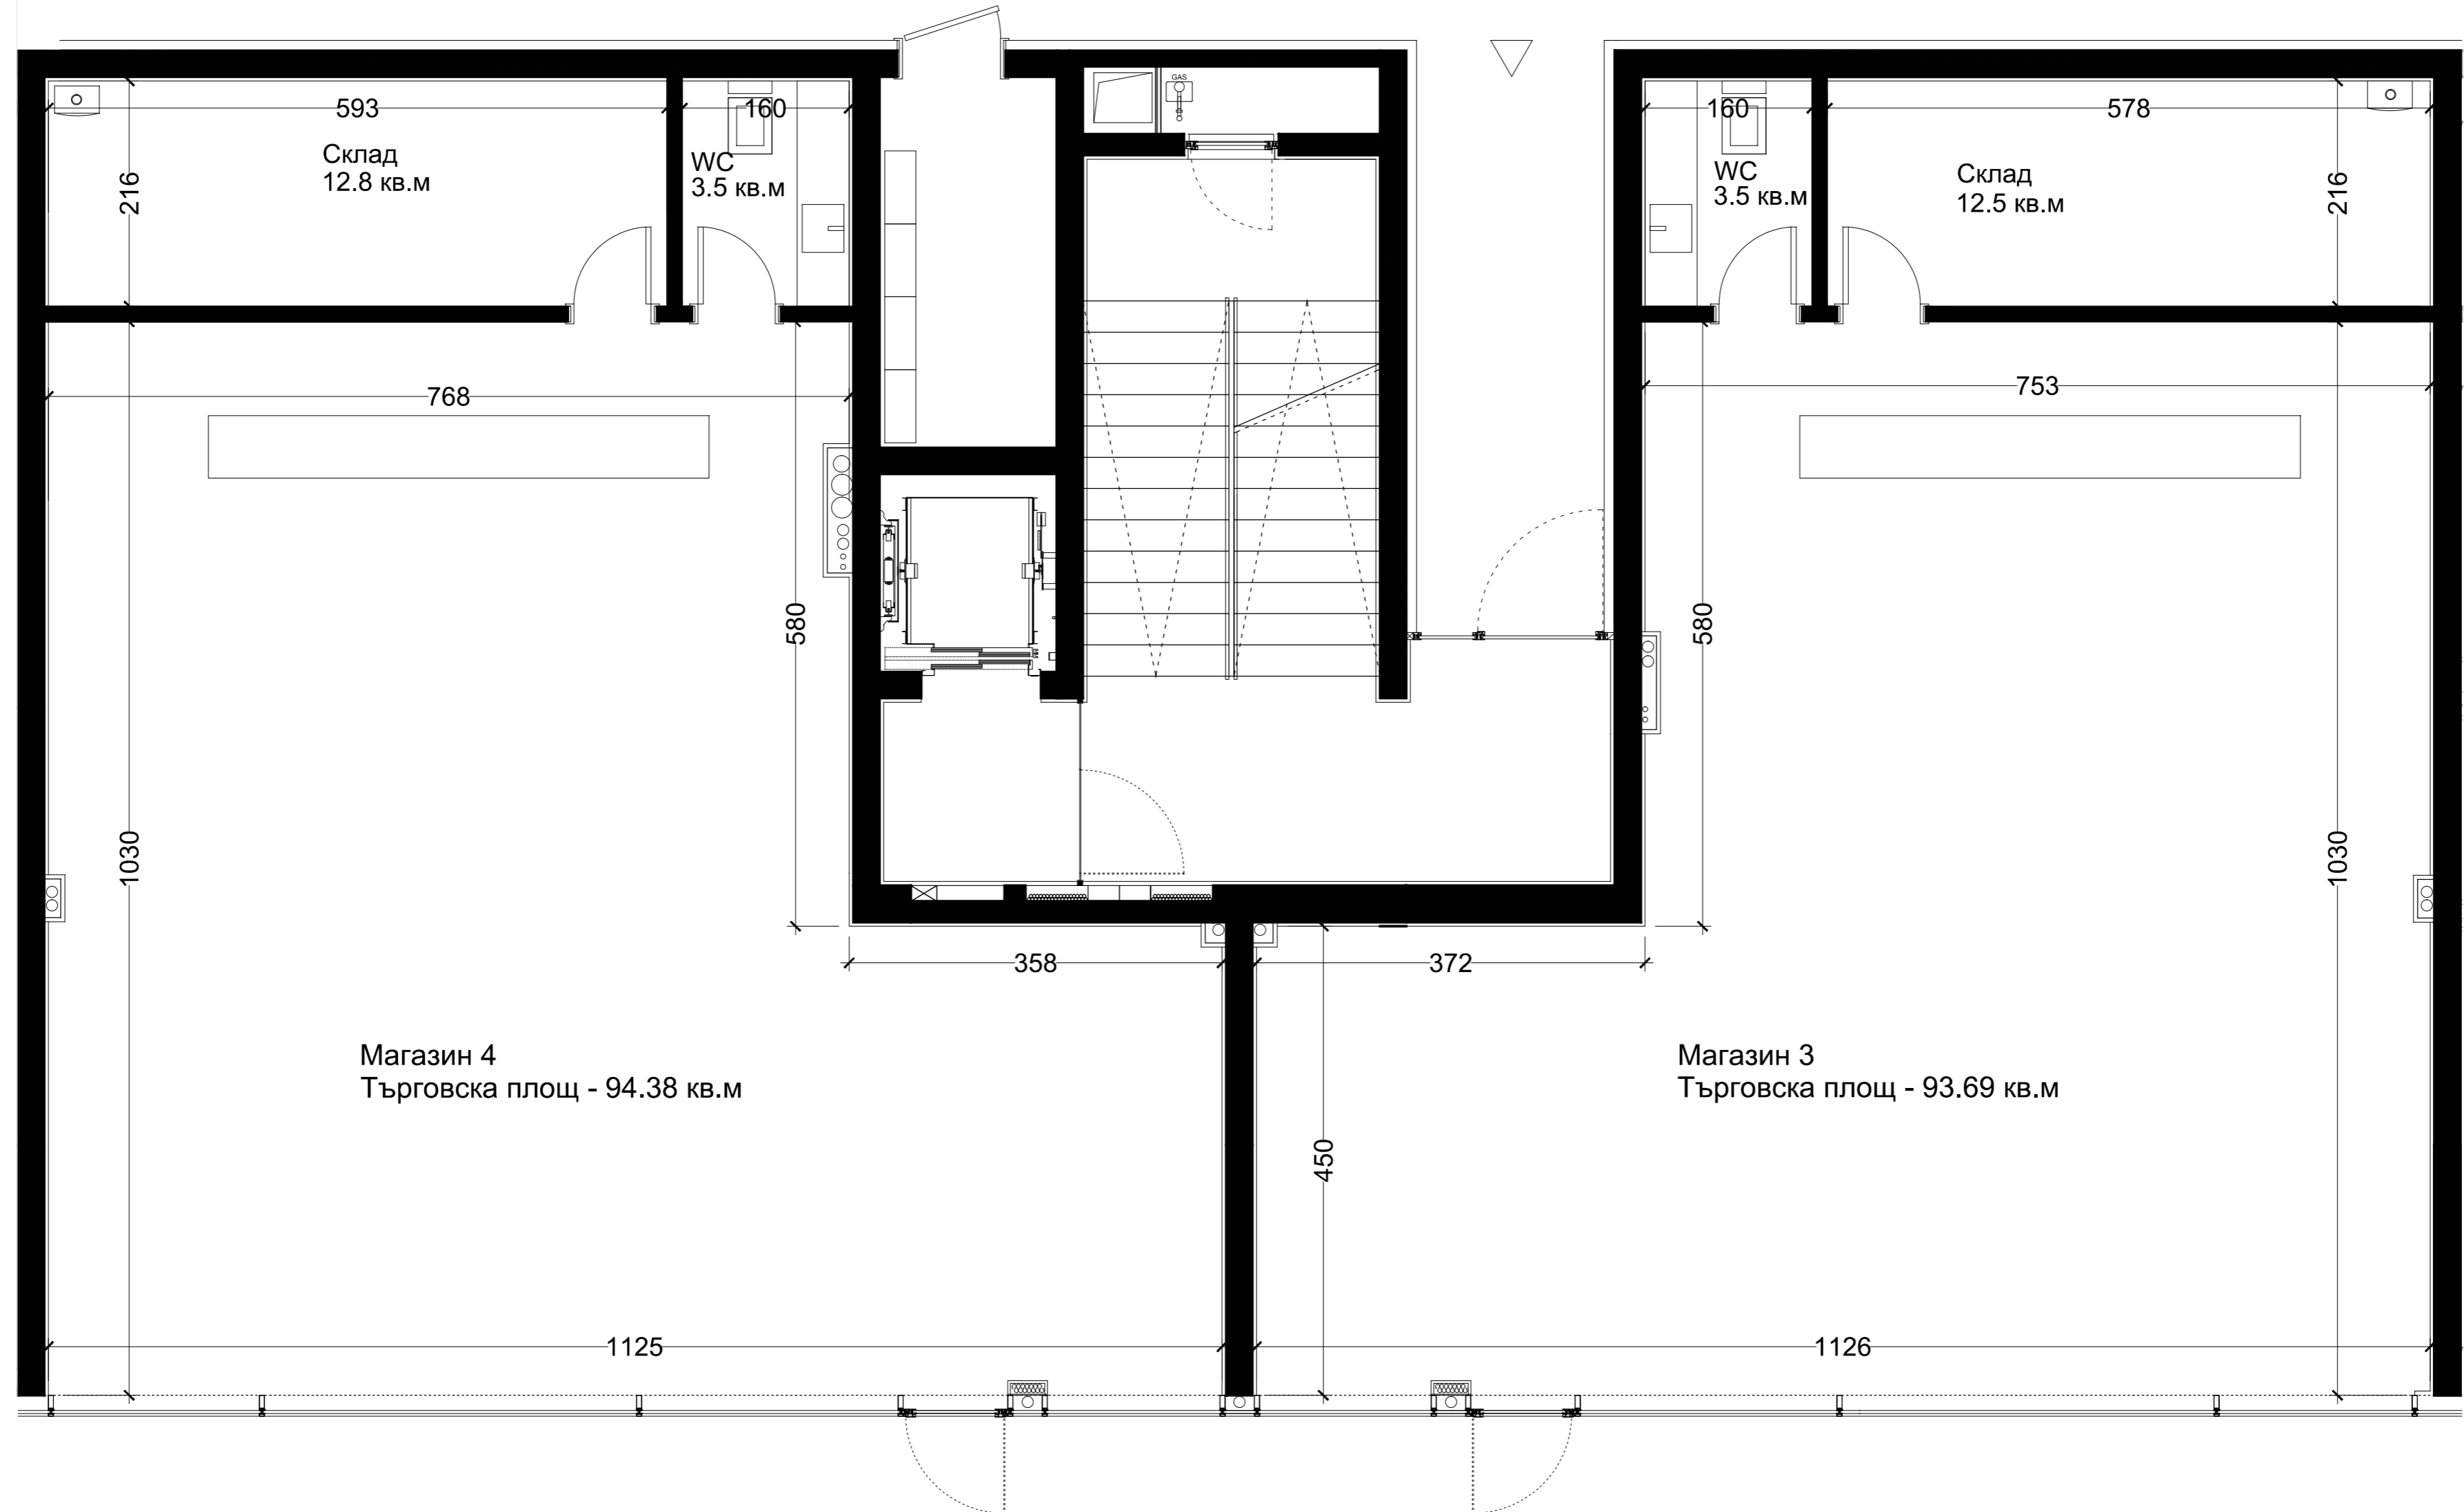 GAS
593
160
160
578
Склад
12.8 кв.м
WC
3.5 кв.м
WC
3.5 кв.м
Склад
12.5 кв.м
216
216
768
753
580
580
1030
1030
358
372
Магазин 4
Търговска площ - 94.38 кв.м
Магазин 3
Търговска площ - 93.69 кв.м
450
1125
1126